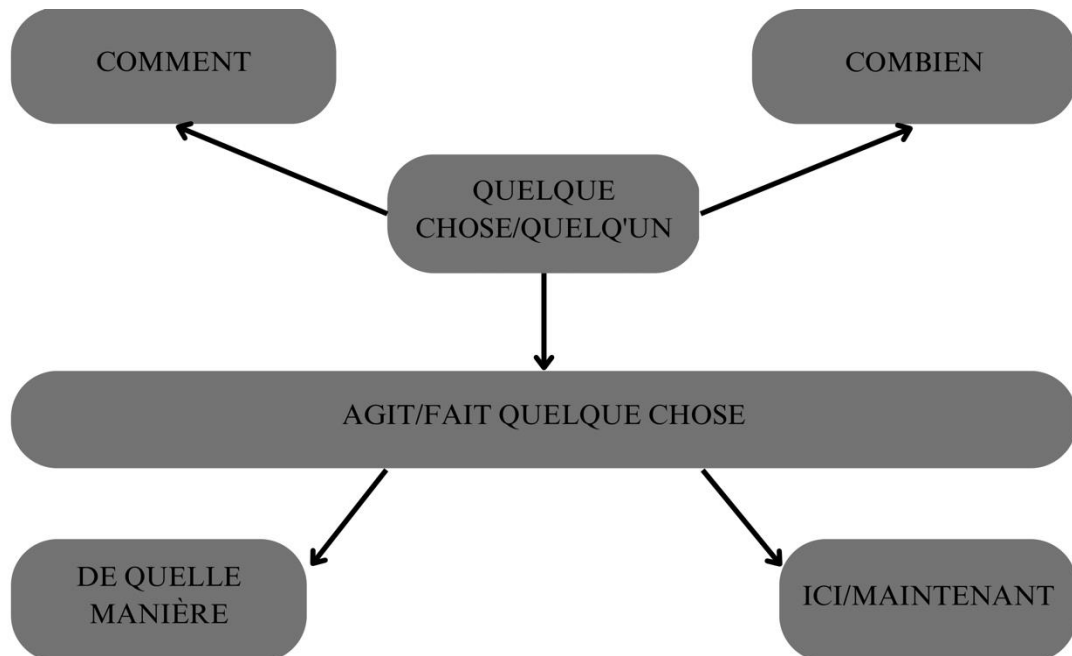 COMMENT
COMBIEN
QUELQUE
CHOSE/QUELQ'UN
AGIT/FAIT QUELQUE CHOSE
DE QUELLE
MANIÈRE
ICI/MAINTENANT